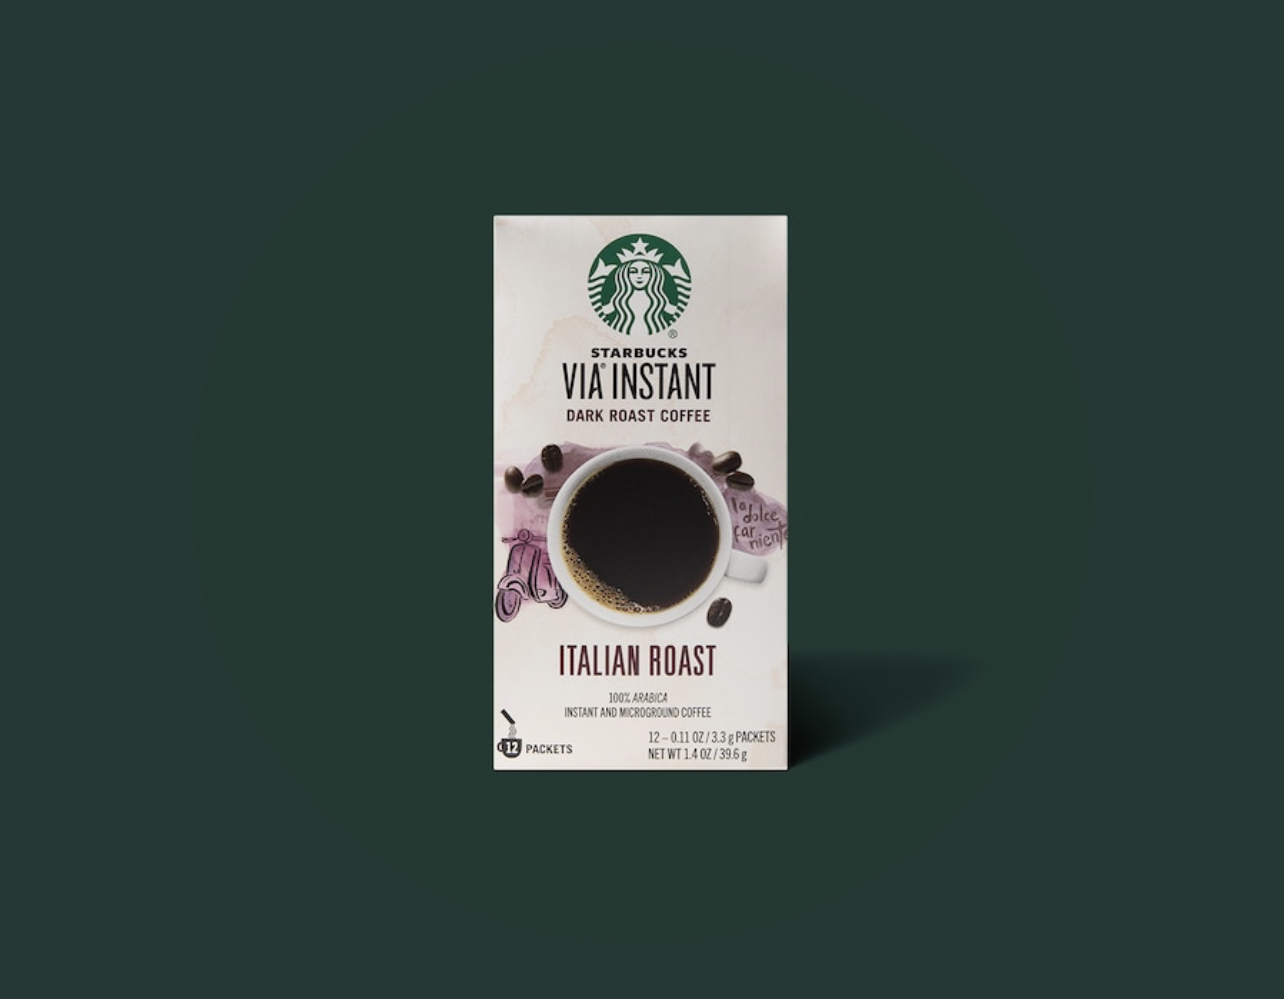 ®
STARBUCKS
VIA® INSTANT
DARK ROAST COFFEE
la
dolce
far
niente
ITALIAN ROAST
100% ARABICA
INSTANT AND MICROGROUND COFFEE
12 PACKETS
12 – 0.11 OZ / 3.3 g PACKETS
NET WT 1.4 OZ / 39.6 g